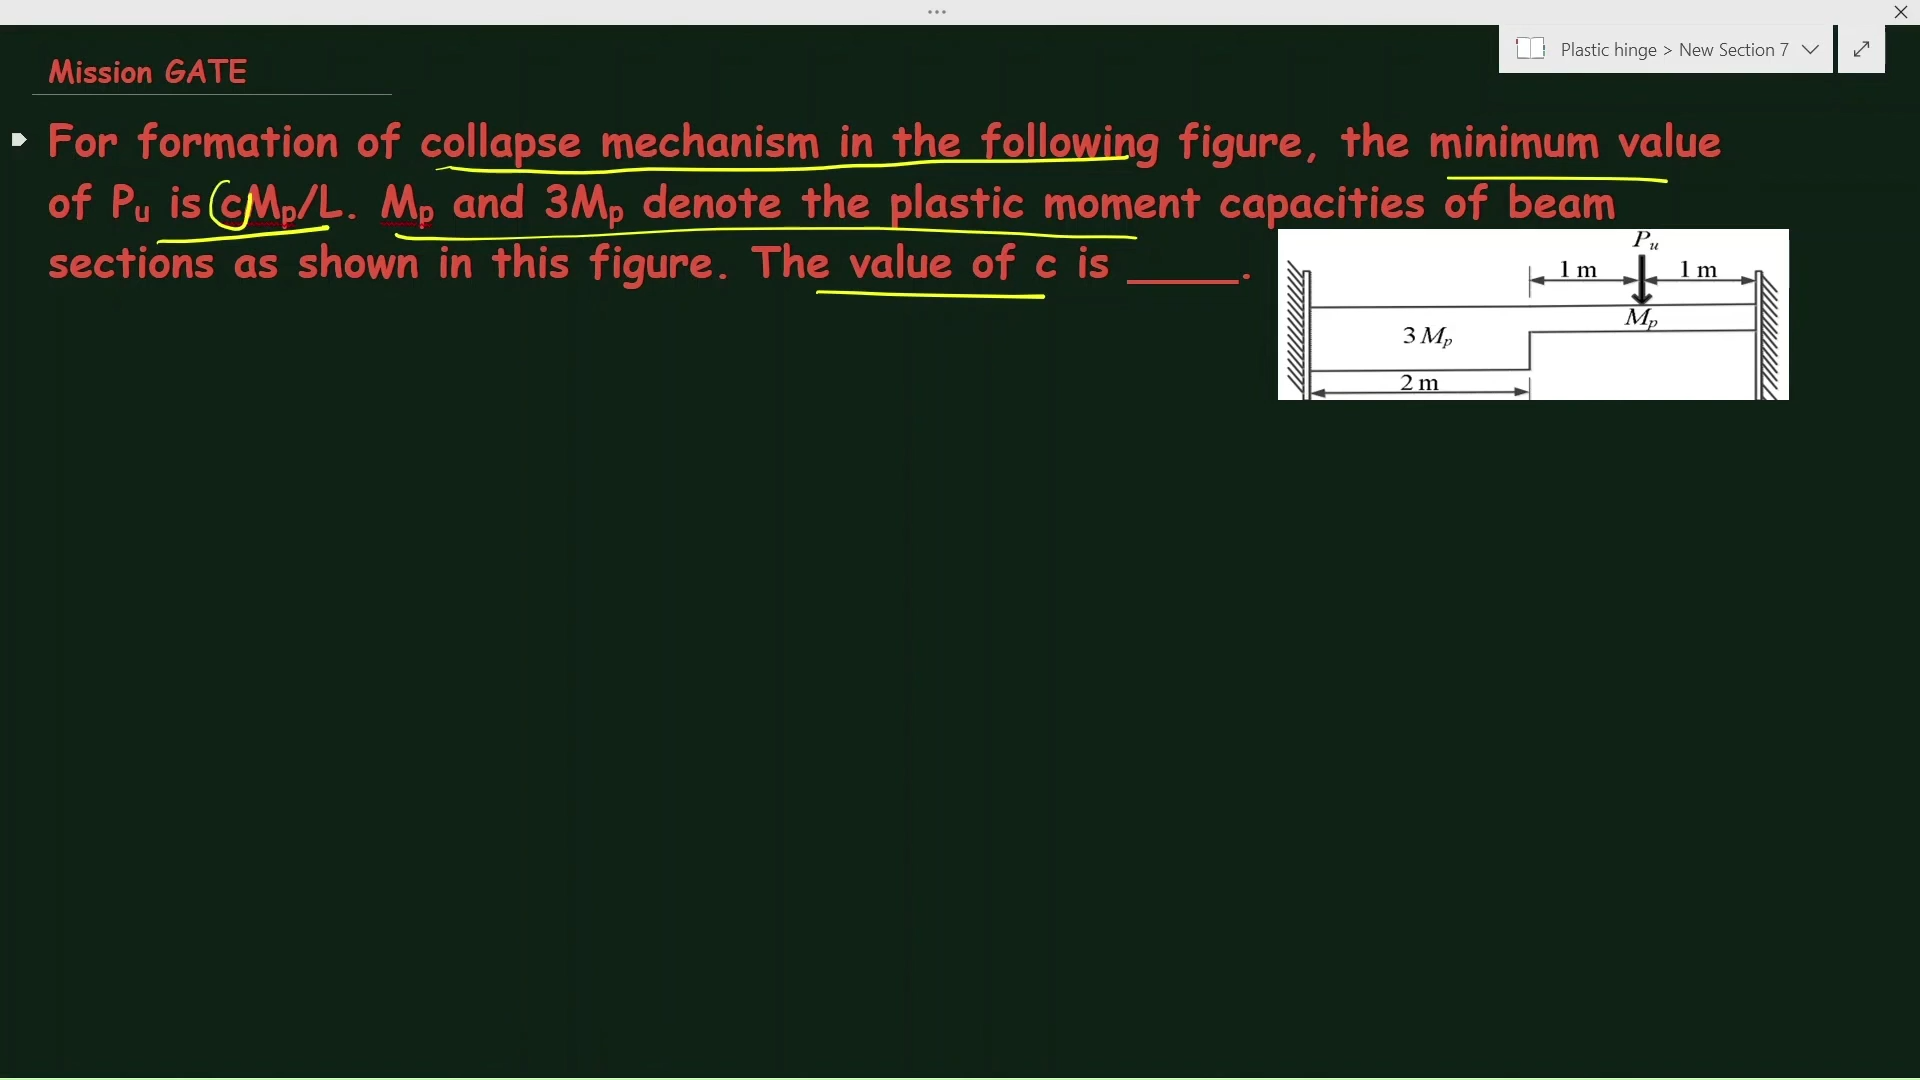 Plastic hinge > New Section 7
Mission GATE
For formation of collapse mechanism in the following figure, the minimum value
of Pu is cMp/L. Mp and 3Mp denote the plastic moment capacities of beam
sections as shown in this figure. The value of c is _____.
Pu
1 m 1 m
Mp
3 Mp
2 m